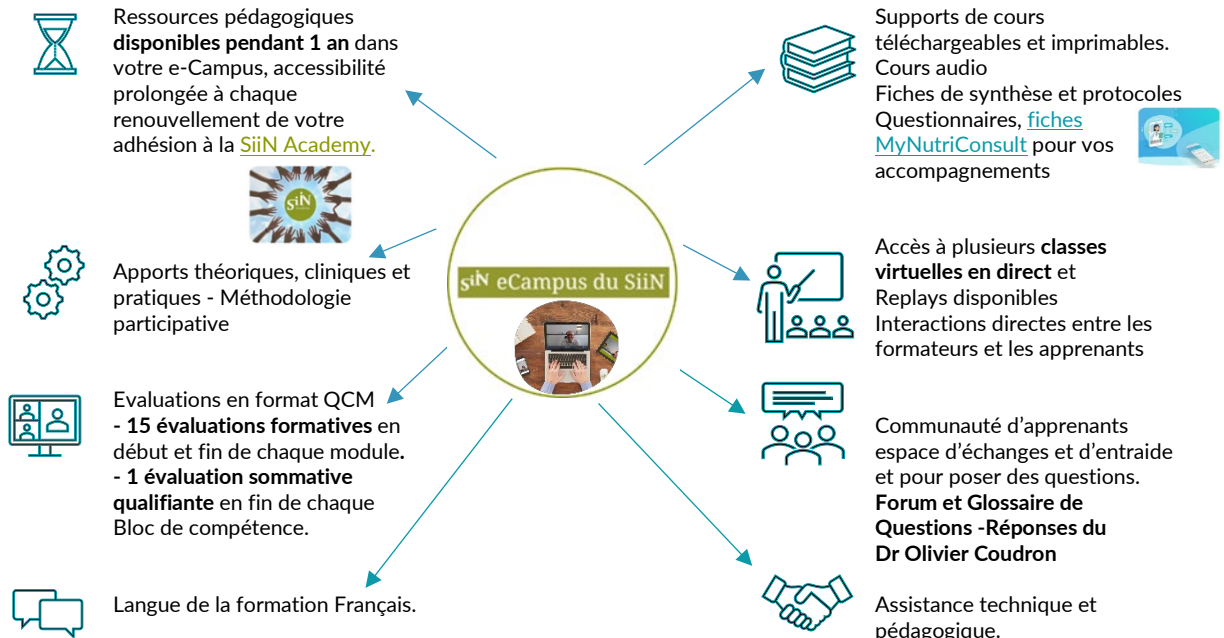 Ressources pédagogiques
disponibles pendant 1 an dans
votre e-Campus, accessibilité
prolongée à chaque
renouvellement de votre
adhésion à la SiiN Academy.
SiiN
Apports théoriques, cliniques et
pratiques - Méthodologie
participative
Evaluations en format QCM
- 15 évaluations formatives en
début et fin de chaque module.
- 1 évaluation sommative
qualifiante en fin de chaque
Bloc de compétence.
Langue de la formation Français.
SiiN eCampus du SiiN
Supports de cours
téléchargeables et imprimables.
Cours audio
Fiches de synthèse et protocoles
Questionnaires, fiches
MyNutriConsult pour vos
accompagnements
Accès à plusieurs classes
virtuelles en direct et
Replays disponibles
Interactions directes entre les
formateurs et les apprenants
Communauté d’apprenants
espace d’échanges et d’entraide
et pour poser des questions.
Forum et Glossaire de
Questions -Réponses du
Dr Olivier Coudron
Assistance technique et
pédagogique.